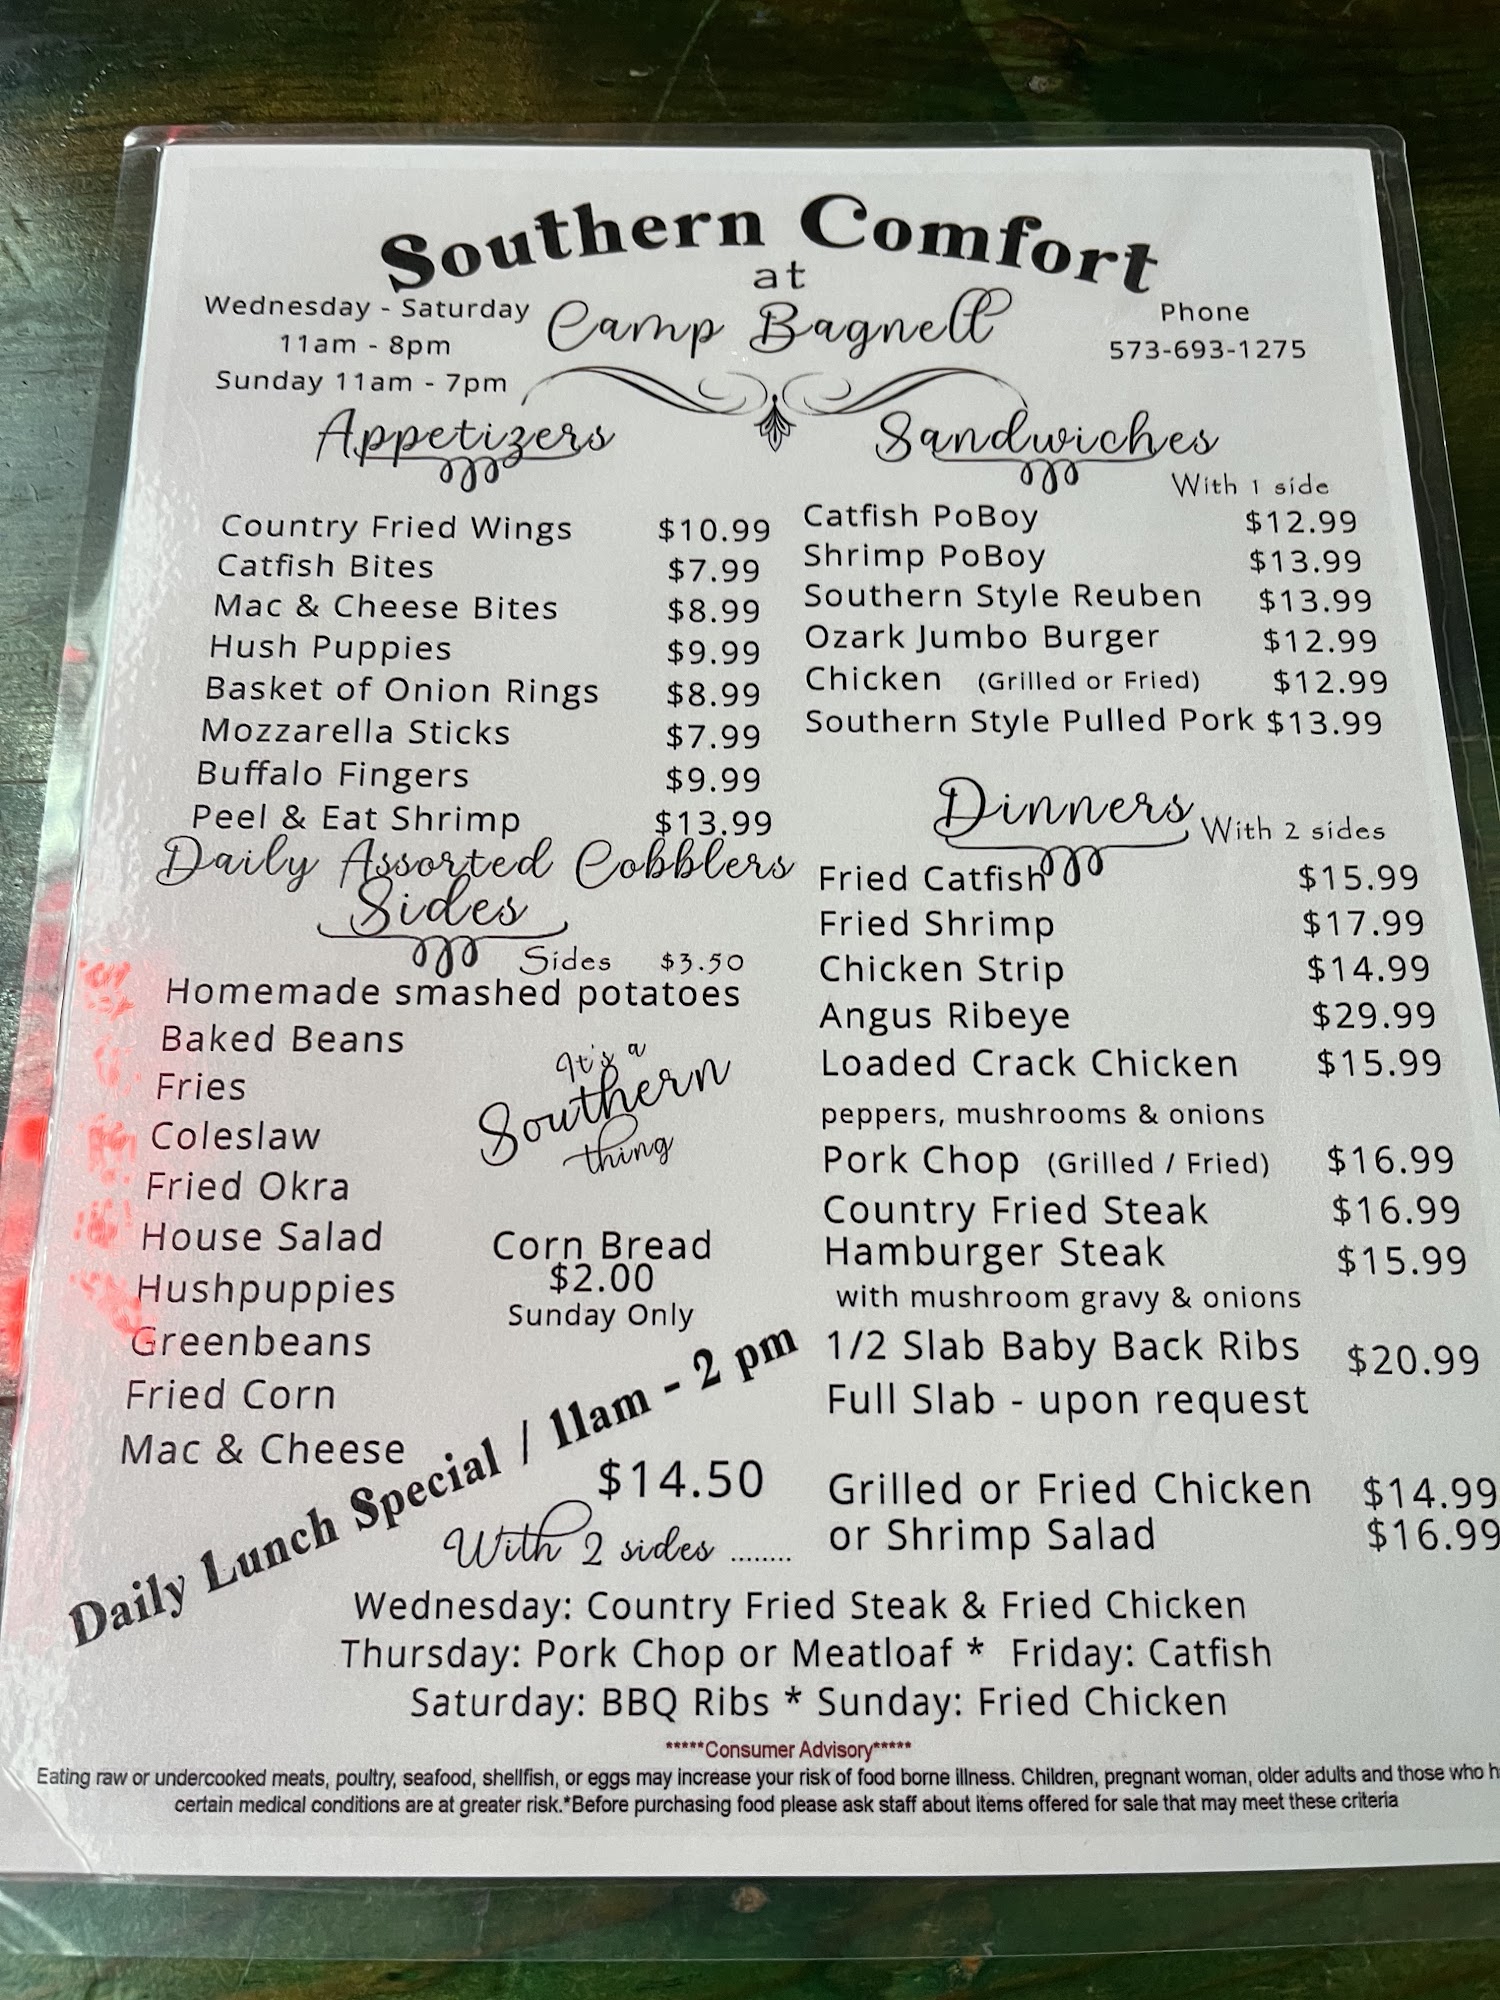 Southern Comfort
at
Camp Bagnell
Wednesday - Saturday
11am - 8pm
Sunday 11am - 7pm
Phone
573-693-1275
Appetizers
Country Fried Wings $10.99
Catfish Bites $7.99
Mac & Cheese Bites $8.99
Hush Puppies $9.99
Basket of Onion Rings $8.99
Mozzarella Sticks $7.99
Buffalo Fingers $9.99
Peel & Eat Shrimp $13.99
Daily Assorted Cobblers
Sides
Sides $3.50
Homemade smashed potatoes
Baked Beans
Fries
Coleslaw
Fried Okra
House Salad
Hushpuppies
Greenbeans
Fried Corn
Mac & Cheese
It's a
Southern
thing
Corn Bread
$2.00
Sunday Only
Sandwiches
With 1 side
Catfish PoBoy $12.99
Shrimp PoBoy $13.99
Southern Style Reuben $13.99
Ozark Jumbo Burger $12.99
Chicken (Grilled or Fried) $12.99
Southern Style Pulled Pork $13.99
Dinners With 2 sides
Fried Catfish $15.99
Fried Shrimp $17.99
Chicken Strip $14.99
Angus Ribeye $29.99
Loaded Crack Chicken $15.99
peppers, mushrooms & onions
Pork Chop (Grilled / Fried) $16.99
Country Fried Steak $16.99
Hamburger Steak $15.99
with mushroom gravy & onions
1/2 Slab Baby Back Ribs $20.99
Full Slab - upon request
Grilled or Fried Chicken $14.99
or Shrimp Salad $16.99
Daily Lunch Special / 11am - 2 pm
$14.50
With 2 sides ........
Wednesday: Country Fried Steak & Fried Chicken
Thursday: Pork Chop or Meatloaf * Friday: Catfish
Saturday: BBQ Ribs * Sunday: Fried Chicken
*****Consumer Advisory*****
Eating raw or undercooked meats, poultry, seafood, shellfish, or eggs may increase your risk of food borne illness. Children, pregnant woman, older adults and those who
certain medical conditions are at greater risk.*Before purchasing food please ask staff about items offered for sale that may meet these criteria